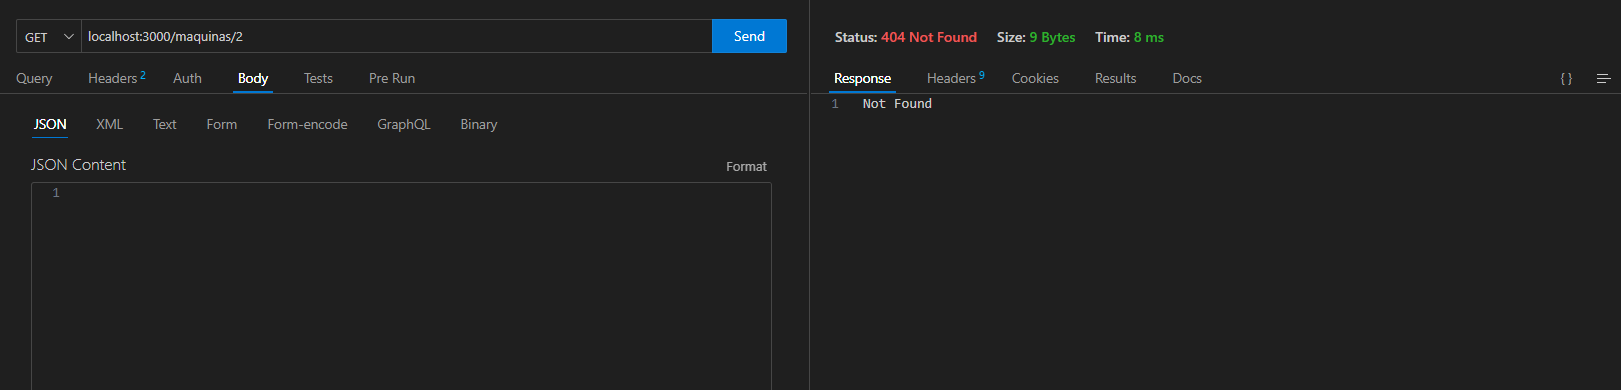 GET localhost:3000/maquinas/2 Send
Query Headers 2 Auth Body Tests Pre Run
JSON XML Text Form Form-encode GraphQL Binary
JSON Content Format
1
Status: 404 Not Found Size: 9 Bytes Time: 8 ms
Response Headers 9 Cookies Results Docs { }
1 Not Found